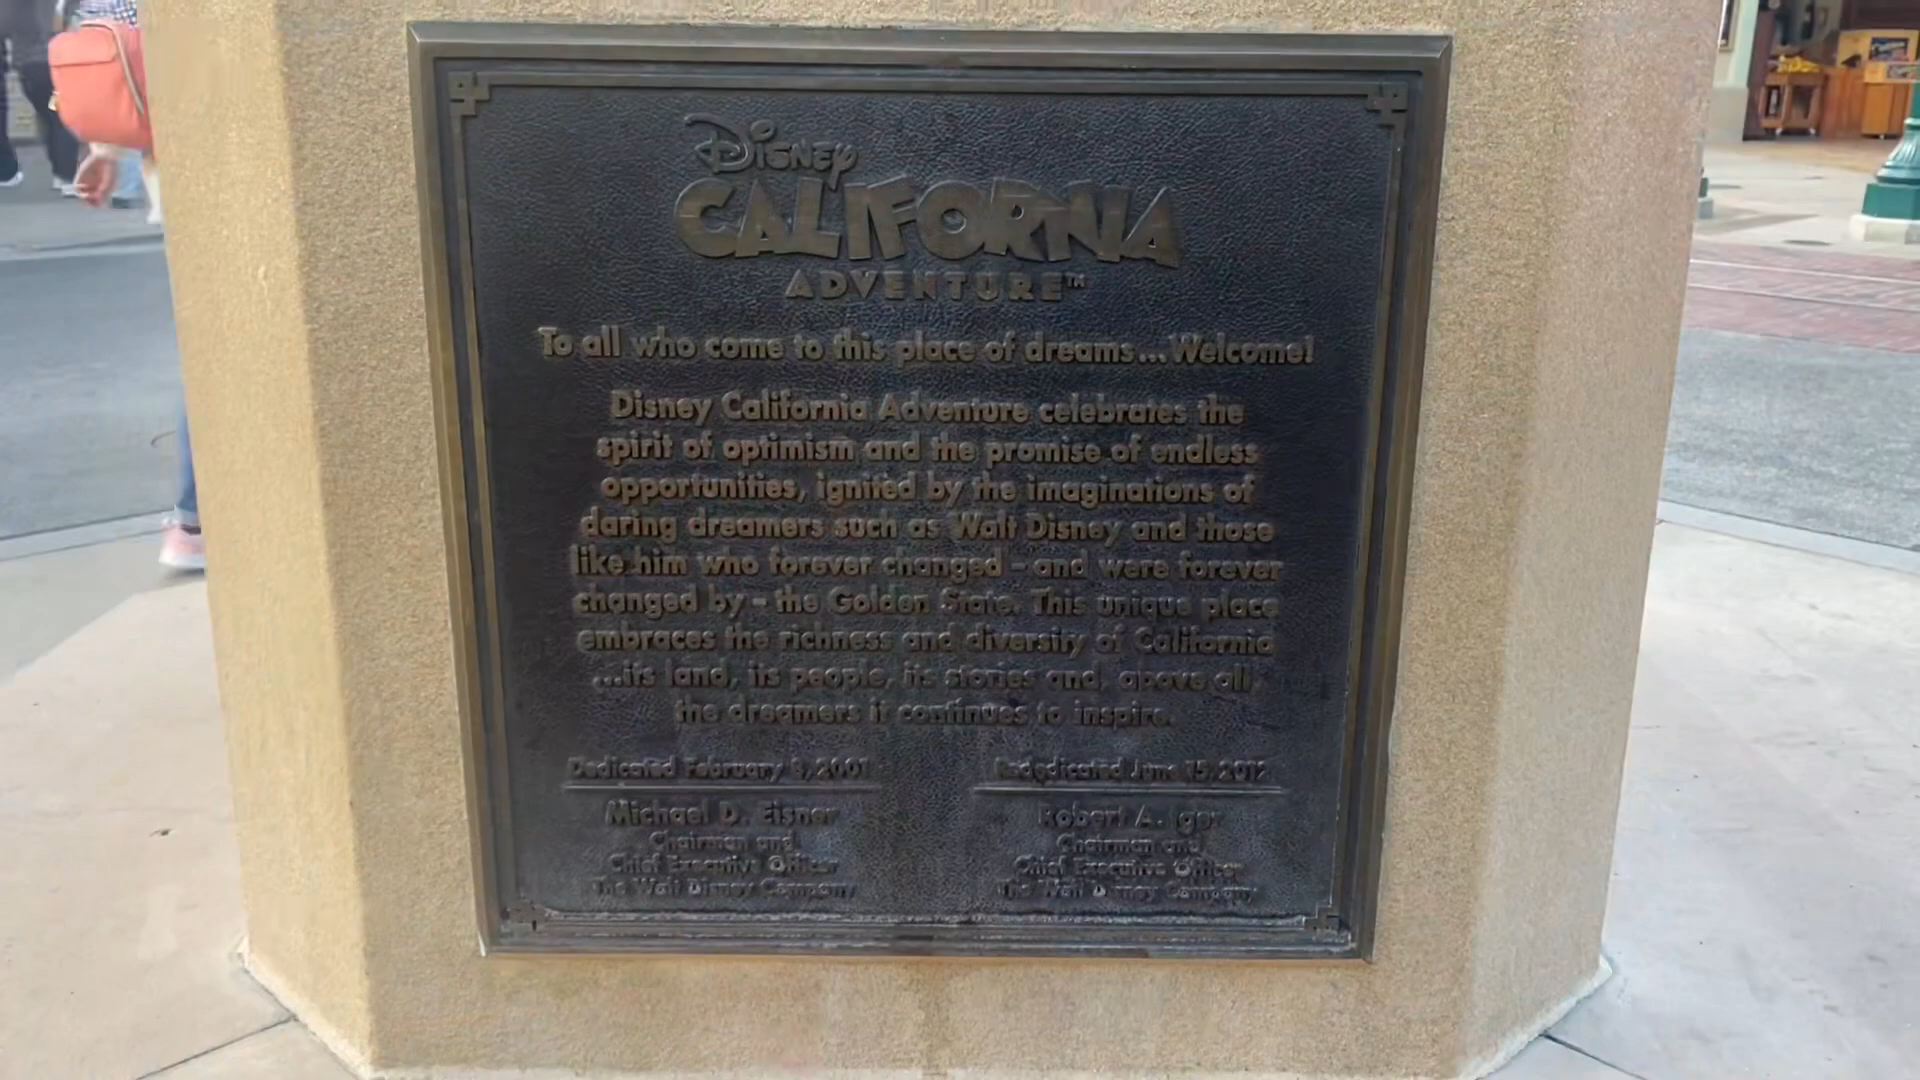 Disney
CALIFORNIA
ADVENTURE™
To all who come to this place of dreams...Welcome!
Disney California Adventure celebrates the
spirit of optimism and the promise of endless
opportunities, ignited by the imaginations of
daring dreamers such as Walt Disney and those
like him who forever changed - and were forever
changed by - the Golden State. This unique place
embraces the richness and diversity of California
...its land, its people, its stories and, above all,
the dreamers it continues to inspire.
Dedicated February 8, 2001
Michael D. Eisner
Chairman and
Chief Executive Officer
The Walt Disney Company
Rededicated June 15, 2012
Robert A. Iger
Chairman and
Chief Executive Officer
The Walt Disney Company